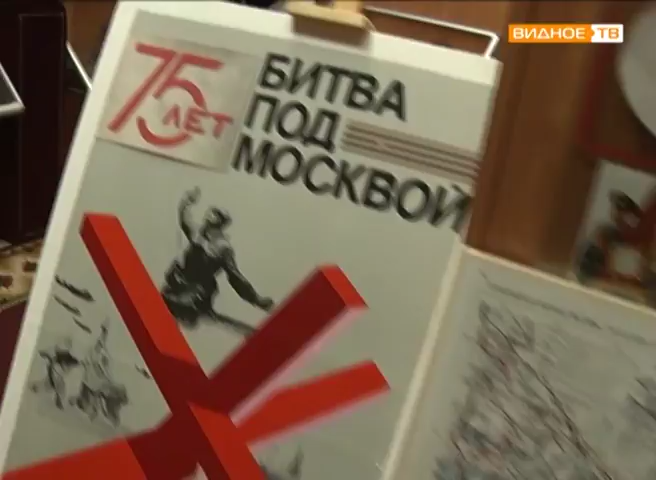 ВИДНОЕ ТВ
75
ЛЕТ
БИТВА
ПОД
МОСКВОЙ